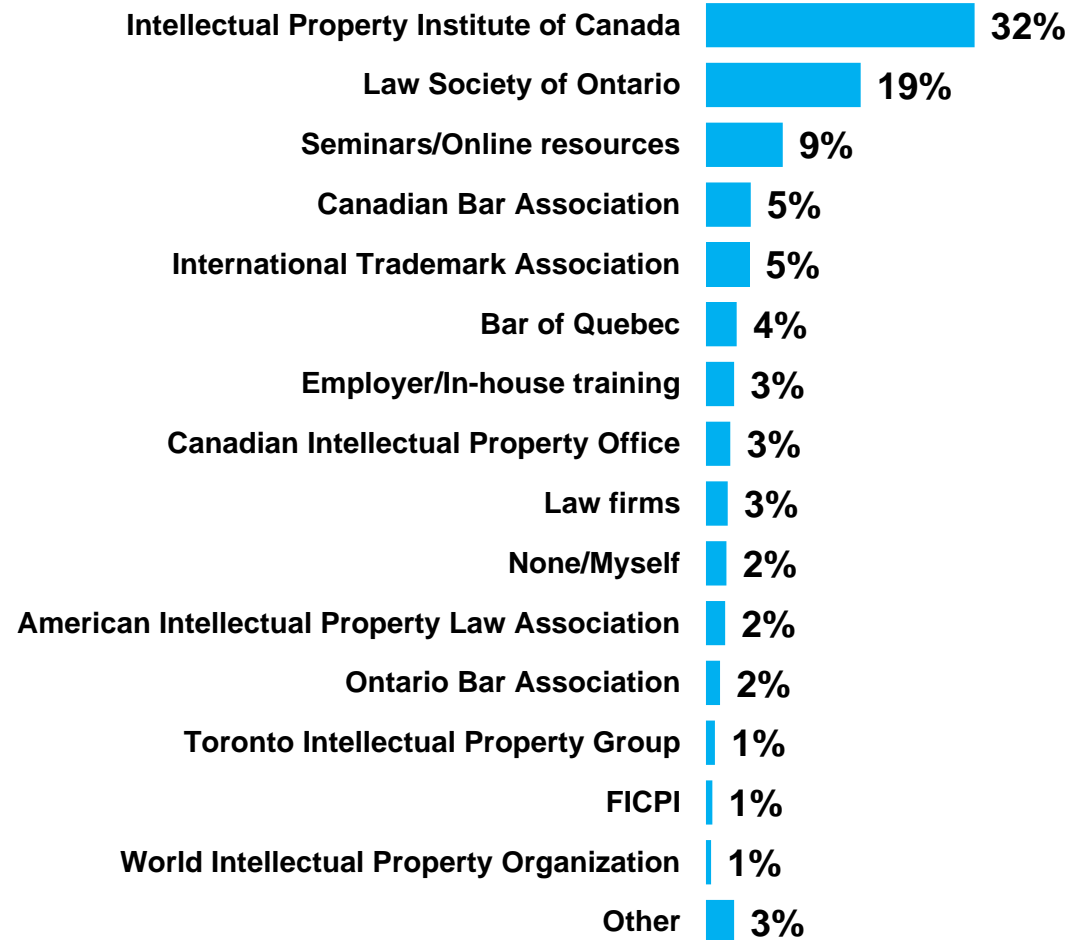 Intellectual Property Institute of Canada 32%
Law Society of Ontario 19%
Seminars/Online resources 9%
Canadian Bar Association 5%
International Trademark Association 5%
Bar of Quebec 4%
Employer/In-house training 3%
Canadian Intellectual Property Office 3%
Law firms 3%
None/Myself 2%
American Intellectual Property Law Association 2%
Ontario Bar Association 2%
Toronto Intellectual Property Group 1%
FICPI 1%
World Intellectual Property Organization 1%
Other 3%